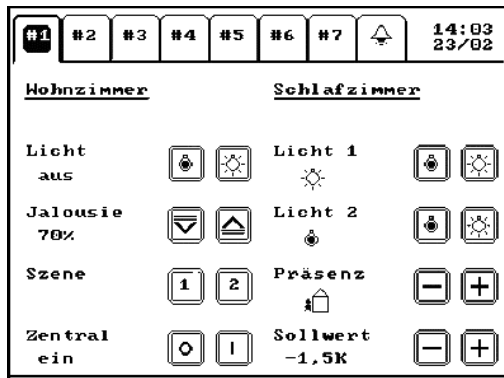 #1 #2 #3 #4 #5 #6 #7 14:03
23/02
Wohnzimmer Schlafzimmer
Licht Licht 1
aus
Jalousie Licht 2
70%
Szene 1 2 Präsenz
Zentral O I Sollwert
ein -1,5K